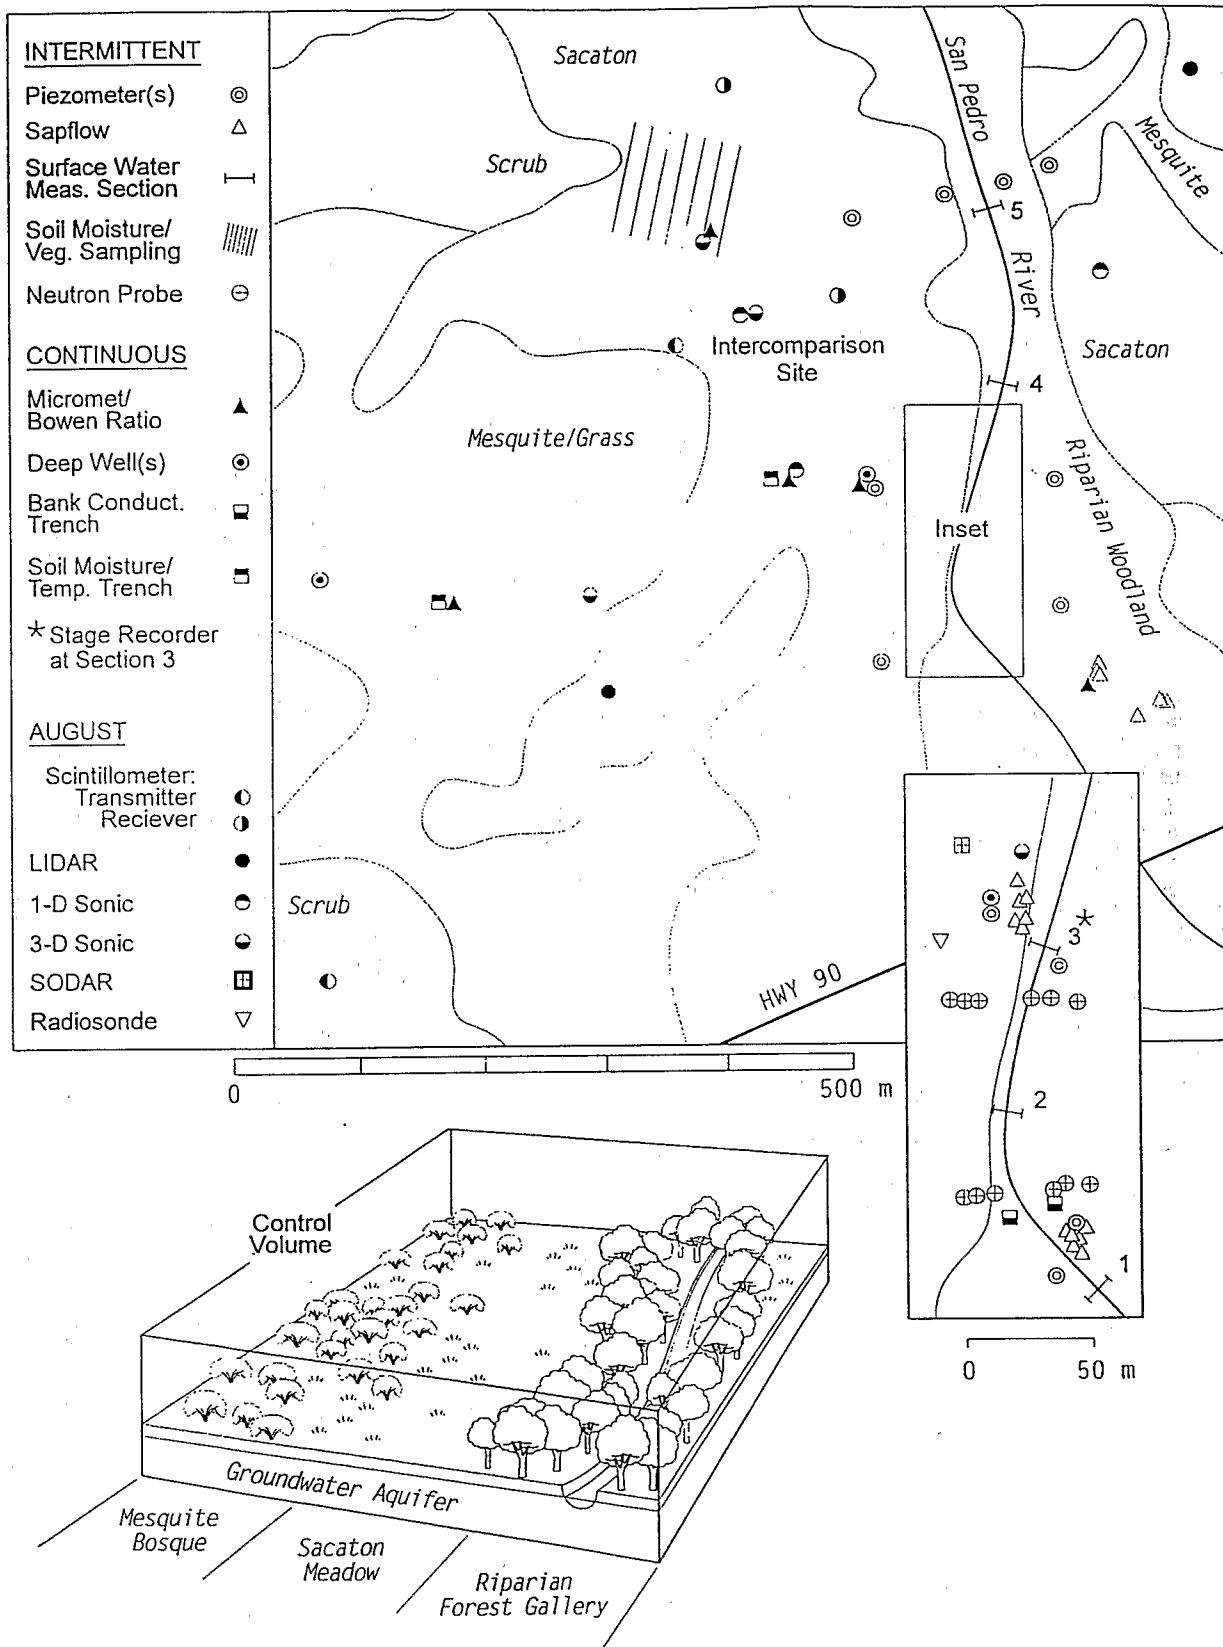 INTERMITTENT
Piezometer(s)
Sapflow
Surface Water
Meas. Section
Soil Moisture/
Veg. Sampling
Neutron Probe
CONTINUOUS
Micromet/
Bowen Ratio
Deep Well(s)
Bank Conduct.
Trench
Soil Moisture/
Temp. Trench
* Stage Recorder
at Section 3
AUGUST
Scintillometer:
Transmitter
Reciever
LIDAR
1-D Sonic
3-D Sonic
SODAR
Radiosonde
Sacaton
Scrub
San Pedro
River
Mesquite
5
Sacaton
Intercomparison
Site
4
Mesquite/Grass
Inset
Riparian Woodland
Scrub
HWY 90
3
2
1
0
500 m
0
50 m
Control
Volume
Groundwater Aquifer
Mesquite
Bosque
Sacaton
Meadow
Riparian
Forest Gallery